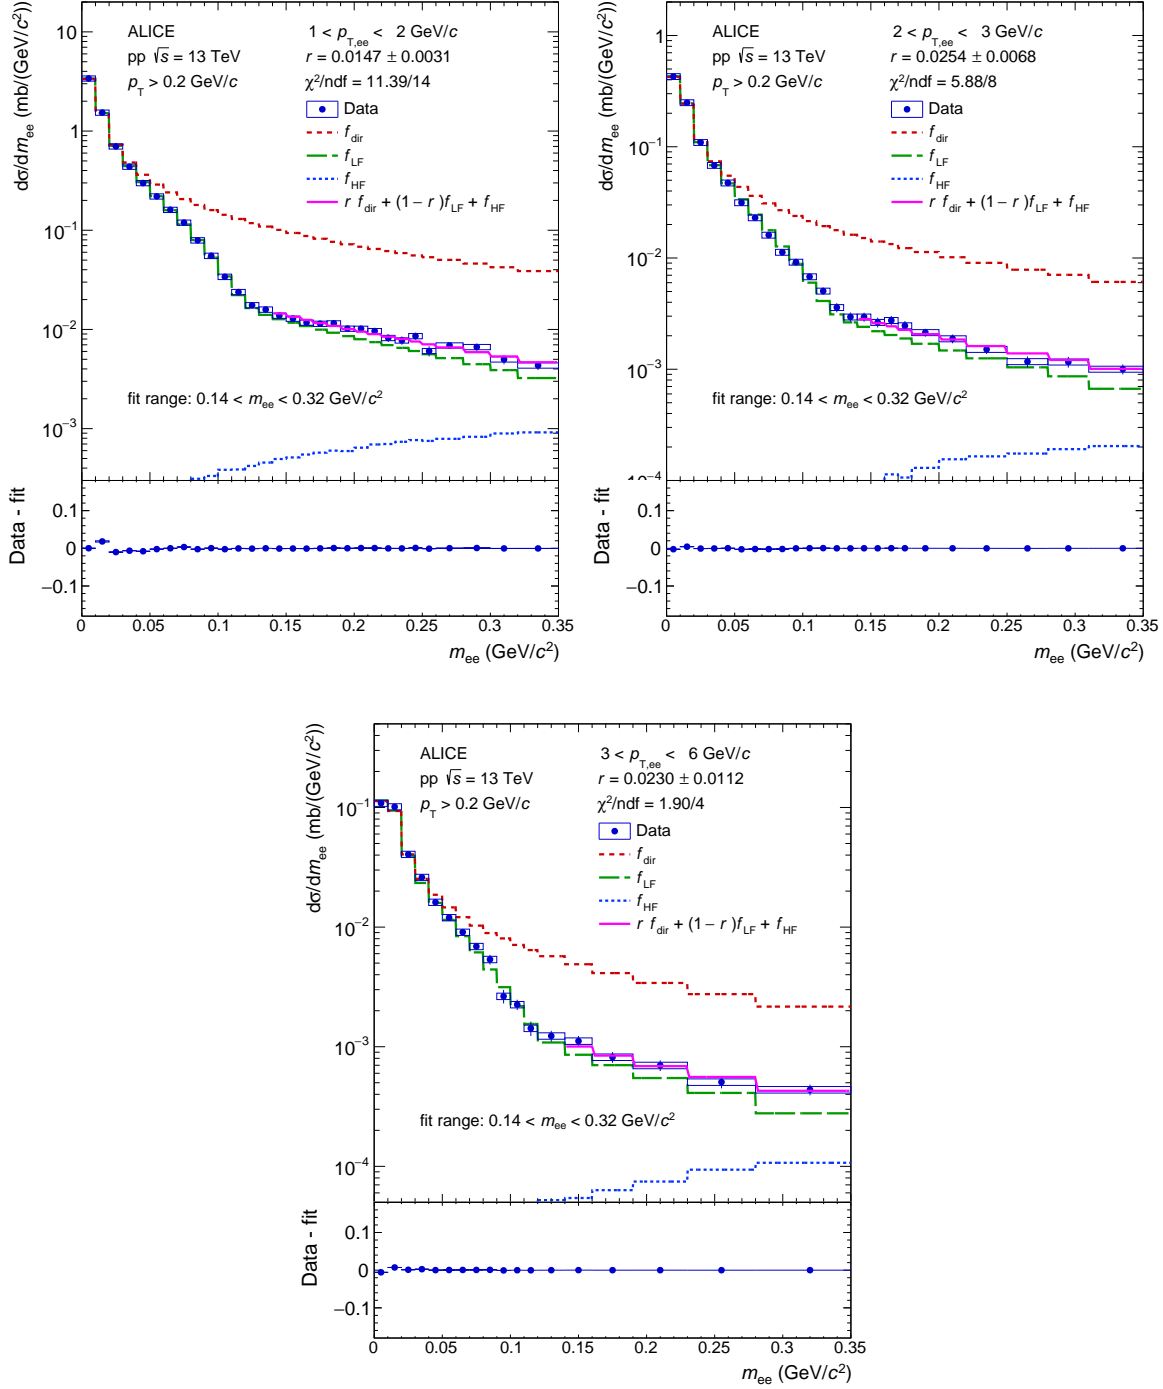 dσ/dm_ee (mb/(GeV/c²))
ALICE
pp √s = 13 TeV
p_T > 0.2 GeV/c
1 < p_T,ee < 2 GeV/c
r = 0.0147 ± 0.0031
χ²/ndf = 11.39/14
Data
f_dir
f_LF
f_HF
r f_dir + (1 − r )f_LF + f_HF
fit range: 0.14 < m_ee < 0.32 GeV/c²
10
1
10⁻¹
10⁻²
10⁻³
Data - fit
0.1
0
−0.1
0 0.05 0.1 0.15 0.2 0.25 0.3 0.35
m_ee (GeV/c²)
dσ/dm_ee (mb/(GeV/c²))
ALICE
pp √s = 13 TeV
p_T > 0.2 GeV/c
2 < p_T,ee < 3 GeV/c
r = 0.0254 ± 0.0068
χ²/ndf = 5.88/8
Data
f_dir
f_LF
f_HF
r f_dir + (1 − r )f_LF + f_HF
fit range: 0.14 < m_ee < 0.32 GeV/c²
1
10⁻¹
10⁻²
10⁻³
10⁻⁴
Data - fit
0.1
0
−0.1
0 0.05 0.1 0.15 0.2 0.25 0.3 0.35
m_ee (GeV/c²)
dσ/dm_ee (mb/(GeV/c²))
ALICE
pp √s = 13 TeV
p_T > 0.2 GeV/c
3 < p_T,ee < 6 GeV/c
r = 0.0230 ± 0.0112
χ²/ndf = 1.90/4
Data
f_dir
f_LF
f_HF
r f_dir + (1 − r )f_LF + f_HF
fit range: 0.14 < m_ee < 0.32 GeV/c²
10⁻¹
10⁻²
10⁻³
10⁻⁴
Data - fit
0.1
0
−0.1
0 0.05 0.1 0.15 0.2 0.25 0.3 0.35
m_ee (GeV/c²)